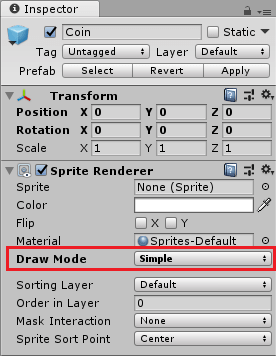 Inspector
Coin Static
Tag Untagged Layer Default
Prefab Select Revert Apply
Transform
Position X 0 Y 0 Z 0
Rotation X 0 Y 0 Z 0
Scale X 1 Y 1 Z 1
Sprite Renderer
Sprite None (Sprite)
Color
Flip X Y
Material Sprites-Default
Draw Mode Simple
Sorting Layer Default
Order in Layer 0
Mask Interaction None
Sprite Sort Point Center